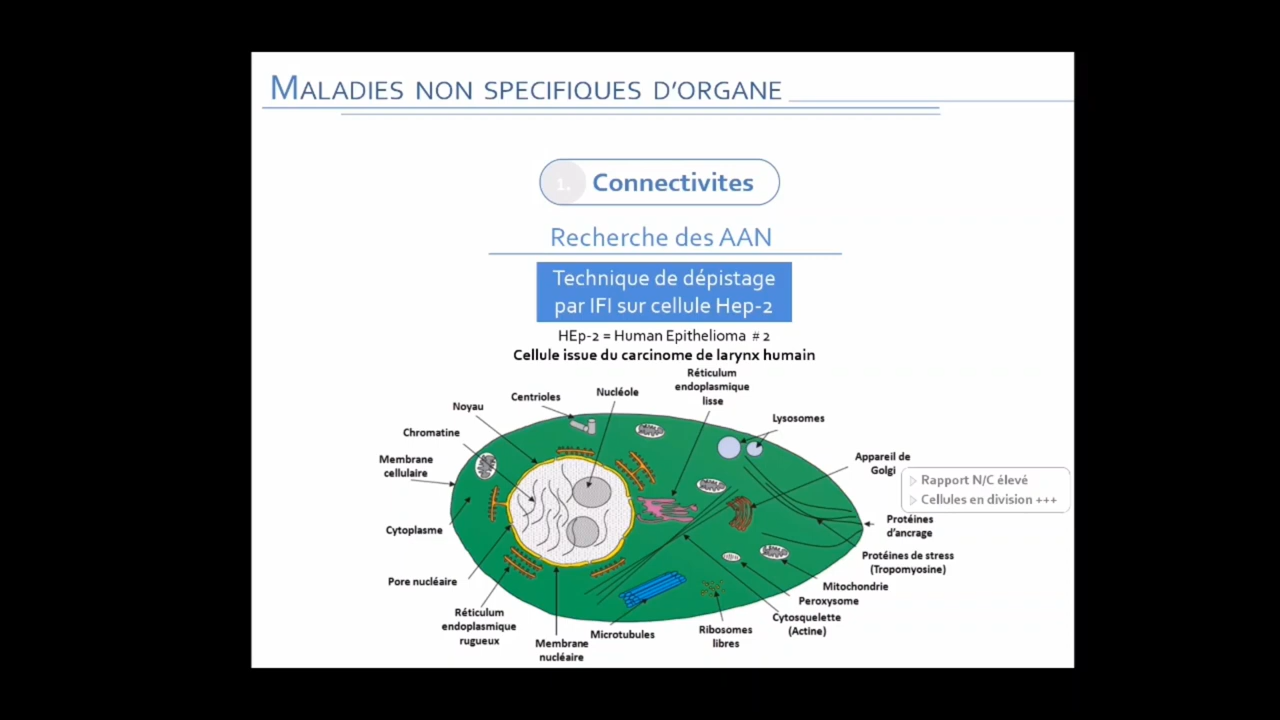 MALADIES NON SPECIFIQUES D'ORGANE
1. Connectivites
Recherche des AAN
Technique de dépistage
par IFI sur cellule Hep-2
HEp-2 = Human Epithelioma # 2
Cellule issue du carcinome de larynx humain
Réticulum
endoplasmique
lisse
Nucléole
Centrioles
Noyau
Lysosomes
Chromatine
Membrane
cellulaire
Appareil de
Golgi
Rapport N/C élevé
Cellules en division +++
Cytoplasme
Protéines
d'ancrage
Protéines de stress
(Tropomyosine)
Pore nucléaire
Mitochondrie
Peroxysome
Réticulum
endoplasmique
rugueux
Cytosquelette
(Actine)
Microtubules
Ribosomes
libres
Membrane
nucléaire